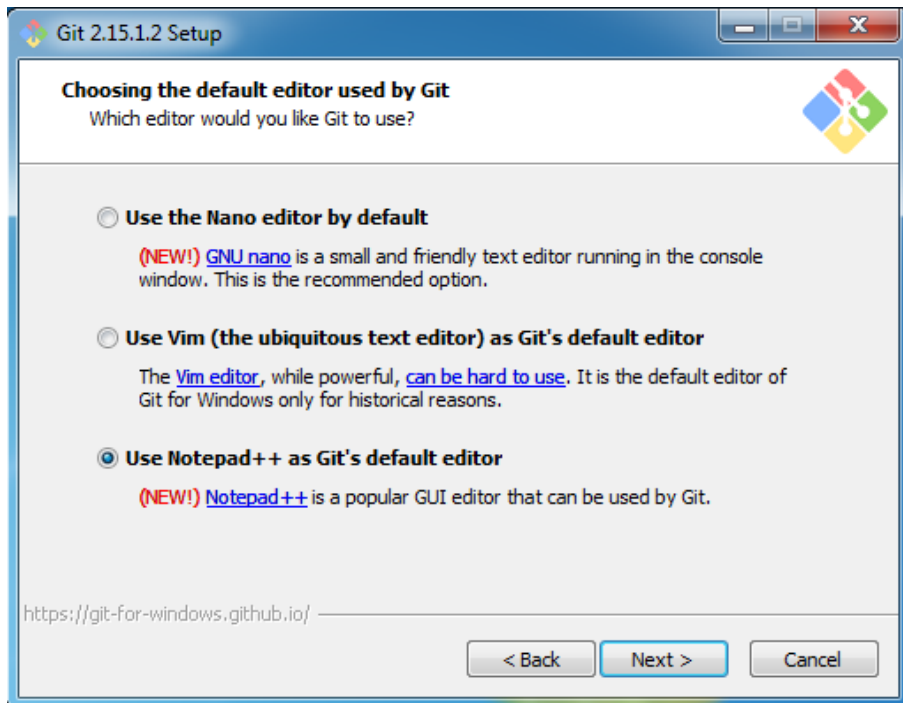 Git 2.15.1.2 Setup
Choosing the default editor used by Git
Which editor would you like Git to use?
Use the Nano editor by default
(NEW!) GNU nano is a small and friendly text editor running in the console
window. This is the recommended option.
Use Vim (the ubiquitous text editor) as Git's default editor
The Vim editor, while powerful, can be hard to use. It is the default editor of
Git for Windows only for historical reasons.
Use Notepad++ as Git's default editor
(NEW!) Notepad++ is a popular GUI editor that can be used by Git.
https://git-for-windows.github.io/
< Back Next > Cancel